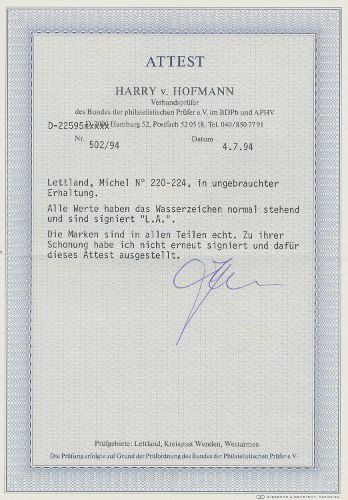 ATTEST
HARRY v. HOFMANN
Verbandsprüfer
des Bundes der philatelistischen Prüfer e.V. im BDPh und APHV
D-2000 Hamburg 52, Postfach 52 05 18, Tel. 040/850 77 91
D-22595xxxxx
Nr. 502/94 Datum 4.7.94
Lettland, Michel N° 220-224, in ungebrauchter
Erhaltung.
Alle Werte haben das Wasserzeichen normal stehend
und sind signiert "L.A.".
Die Marken sind in allen Teilen echt. Zu ihrer
Schonung habe ich nicht erneut signiert und dafür
dieses Attest ausgestellt.
Prüfgebiete: Lettland, Kreispost Wenden, Westarmee
Die Prüfung erfolgte auf Grund der Prüfordnung des Bundes der Philatelistischen Prüfer e.V.